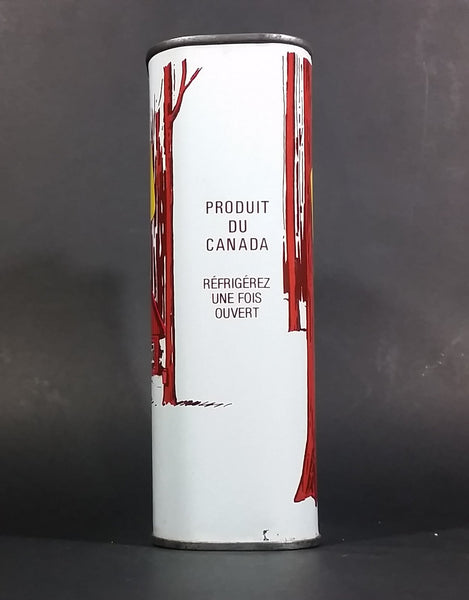 PRODUIT
DU
CANADA
RÉFRIGÉREZ
UNE FOIS
OUVERT